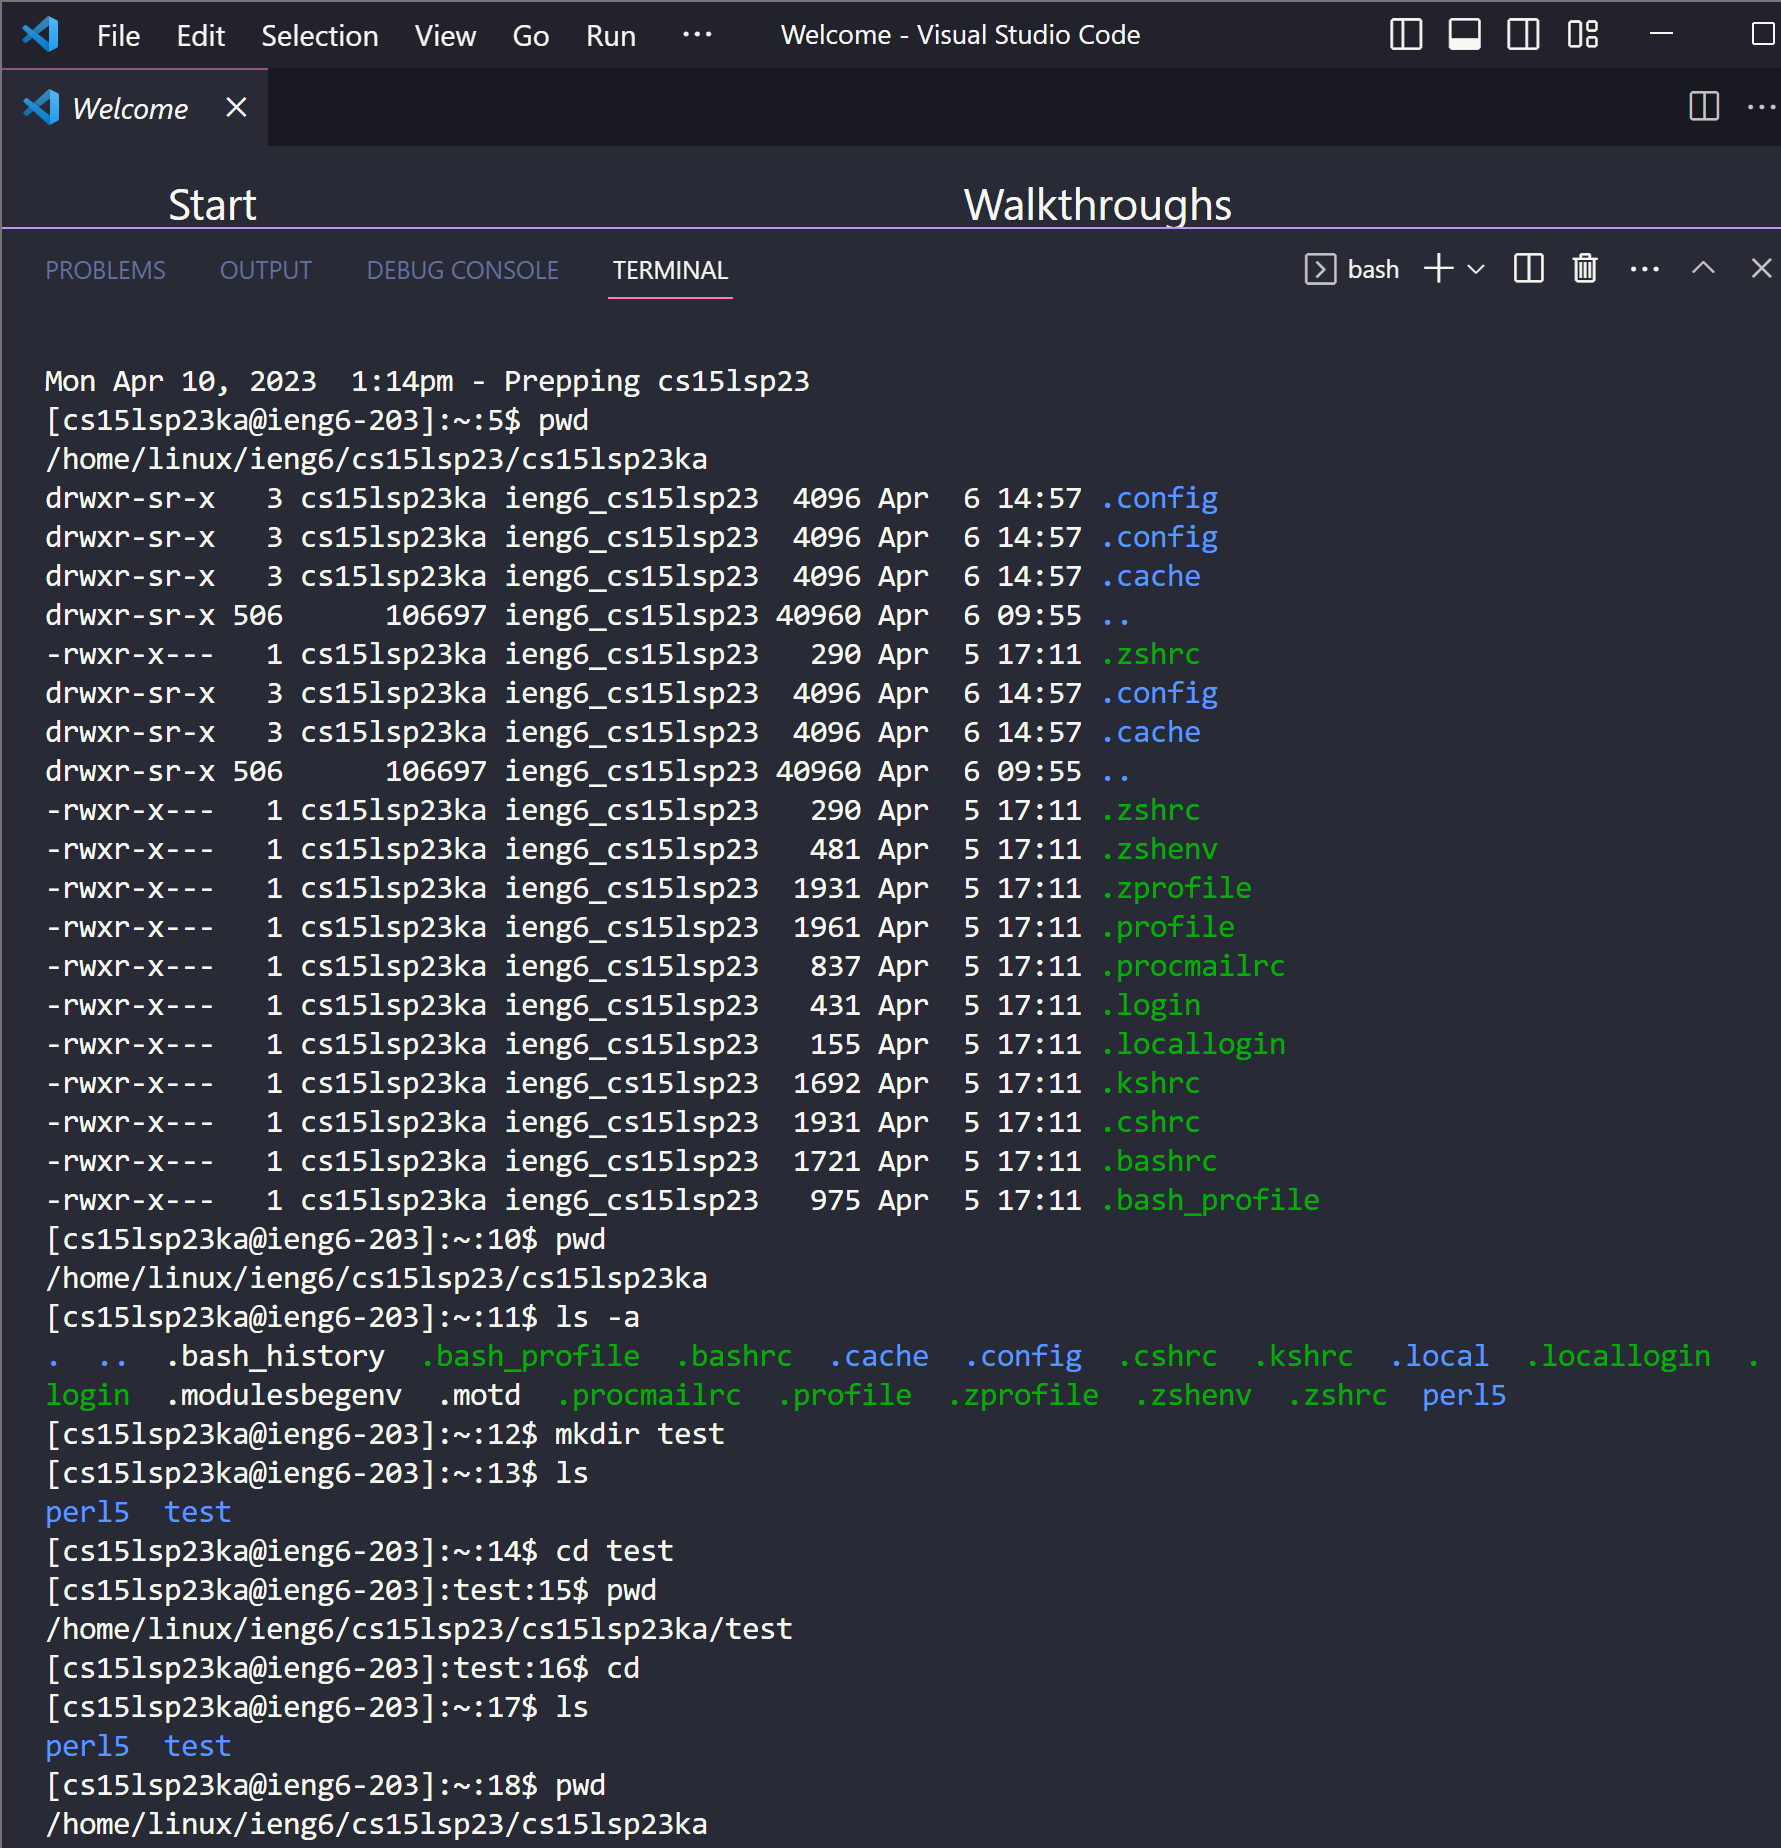 File Edit Selection View Go Run ··· Welcome - Visual Studio Code
Welcome
Start Walkthroughs
PROBLEMS OUTPUT DEBUG CONSOLE TERMINAL bash
Mon Apr 10, 2023  1:14pm - Prepping cs15lsp23
[cs15lsp23ka@ieng6-203]:~:5$ pwd
/home/linux/ieng6/cs15lsp23/cs15lsp23ka
drwxr-sr-x   3 cs15lsp23ka ieng6_cs15lsp23  4096 Apr  6 14:57 .config
drwxr-sr-x   3 cs15lsp23ka ieng6_cs15lsp23  4096 Apr  6 14:57 .config
drwxr-sr-x   3 cs15lsp23ka ieng6_cs15lsp23  4096 Apr  6 14:57 .cache
drwxr-sr-x 506      106697 ieng6_cs15lsp23 40960 Apr  6 09:55 ..
-rwxr-x---   1 cs15lsp23ka ieng6_cs15lsp23   290 Apr  5 17:11 .zshrc
drwxr-sr-x   3 cs15lsp23ka ieng6_cs15lsp23  4096 Apr  6 14:57 .config
drwxr-sr-x   3 cs15lsp23ka ieng6_cs15lsp23  4096 Apr  6 14:57 .cache
drwxr-sr-x 506      106697 ieng6_cs15lsp23 40960 Apr  6 09:55 ..
-rwxr-x---   1 cs15lsp23ka ieng6_cs15lsp23   290 Apr  5 17:11 .zshrc
-rwxr-x---   1 cs15lsp23ka ieng6_cs15lsp23   481 Apr  5 17:11 .zshenv
-rwxr-x---   1 cs15lsp23ka ieng6_cs15lsp23  1931 Apr  5 17:11 .zprofile
-rwxr-x---   1 cs15lsp23ka ieng6_cs15lsp23  1961 Apr  5 17:11 .profile
-rwxr-x---   1 cs15lsp23ka ieng6_cs15lsp23   837 Apr  5 17:11 .procmailrc
-rwxr-x---   1 cs15lsp23ka ieng6_cs15lsp23   431 Apr  5 17:11 .login
-rwxr-x---   1 cs15lsp23ka ieng6_cs15lsp23   155 Apr  5 17:11 .locallogin
-rwxr-x---   1 cs15lsp23ka ieng6_cs15lsp23  1692 Apr  5 17:11 .kshrc
-rwxr-x---   1 cs15lsp23ka ieng6_cs15lsp23  1931 Apr  5 17:11 .cshrc
-rwxr-x---   1 cs15lsp23ka ieng6_cs15lsp23  1721 Apr  5 17:11 .bashrc
-rwxr-x---   1 cs15lsp23ka ieng6_cs15lsp23   975 Apr  5 17:11 .bash_profile
[cs15lsp23ka@ieng6-203]:~:10$ pwd
/home/linux/ieng6/cs15lsp23/cs15lsp23ka
[cs15lsp23ka@ieng6-203]:~:11$ ls -a
.  ..  .bash_history  .bash_profile  .bashrc  .cache  .config  .cshrc  .kshrc  .local  .locallogin  .
login  .modulesbegenv  .motd  .procmailrc  .profile  .zprofile  .zshenv  .zshrc  perl5
[cs15lsp23ka@ieng6-203]:~:12$ mkdir test
[cs15lsp23ka@ieng6-203]:~:13$ ls
perl5  test
[cs15lsp23ka@ieng6-203]:~:14$ cd test
[cs15lsp23ka@ieng6-203]:test:15$ pwd
/home/linux/ieng6/cs15lsp23/cs15lsp23ka/test
[cs15lsp23ka@ieng6-203]:test:16$ cd
[cs15lsp23ka@ieng6-203]:~:17$ ls
perl5  test
[cs15lsp23ka@ieng6-203]:~:18$ pwd
/home/linux/ieng6/cs15lsp23/cs15lsp23ka